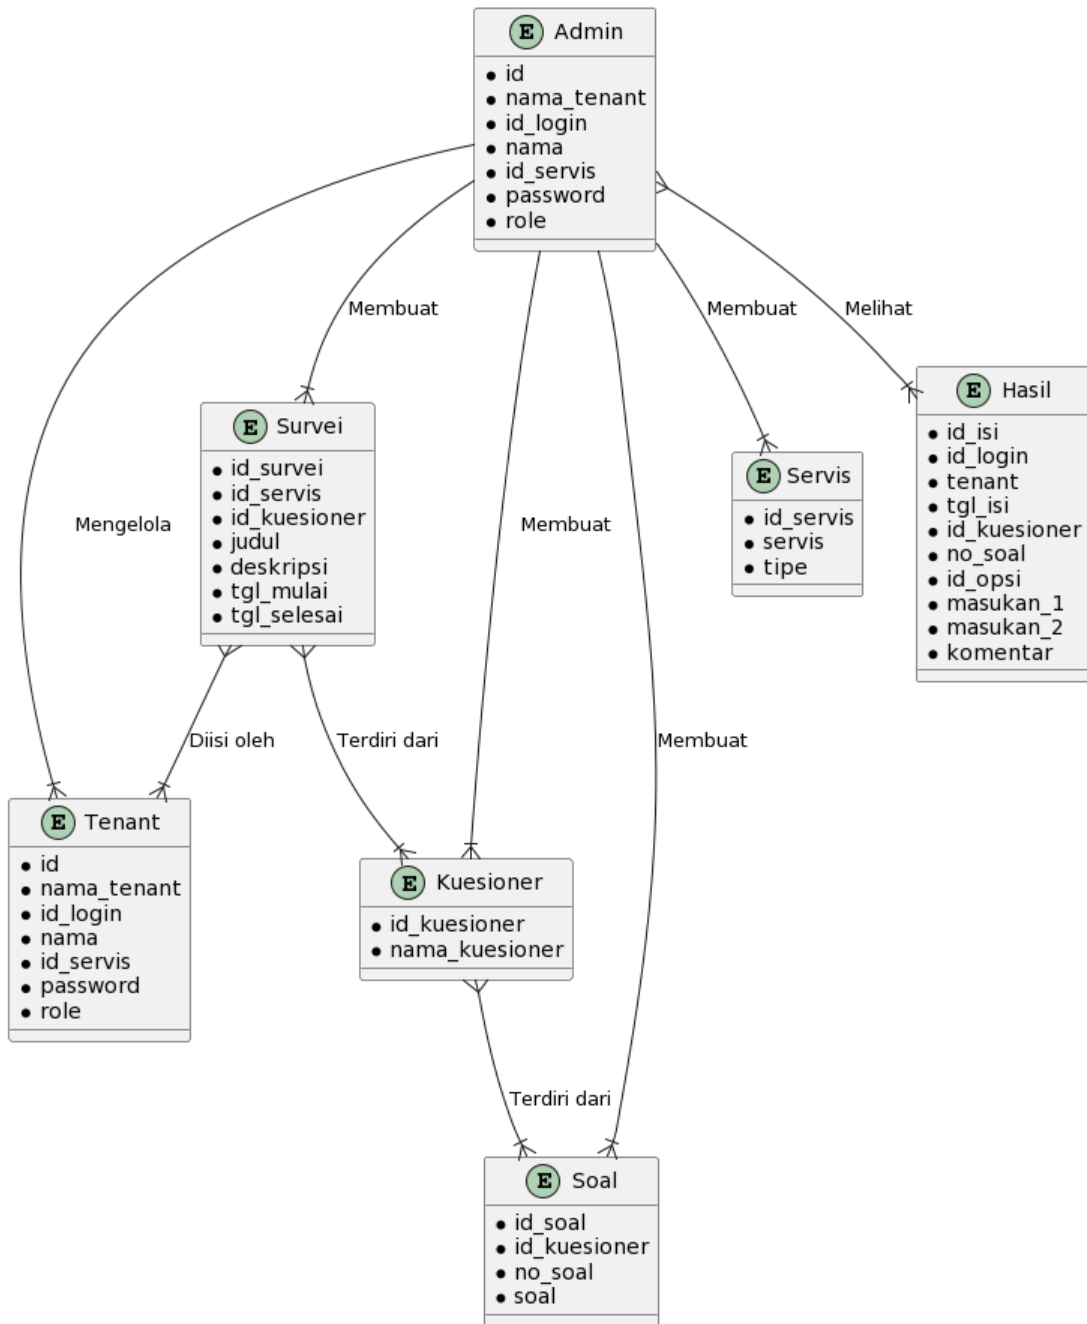 E Admin
id
nama_tenant
id_login
nama
id_servis
password
role
Membuat
Membuat
Melihat
E Survei
id_survei
id_servis
id_kuesioner
judul
deskripsi
tgl_mulai
tgl_selesai
E Servis
id_servis
servis
tipe
E Hasil
id_isi
id_login
tenant
tgl_isi
id_kuesioner
no_soal
id_opsi
masukan_1
masukan_2
komentar
Mengelola
Membuat
Diisi oleh
Terdiri dari
Membuat
E Tenant
id
nama_tenant
id_login
nama
id_servis
password
role
E Kuesioner
id_kuesioner
nama_kuesioner
Terdiri dari
E Soal
id_soal
id_kuesioner
no_soal
soal